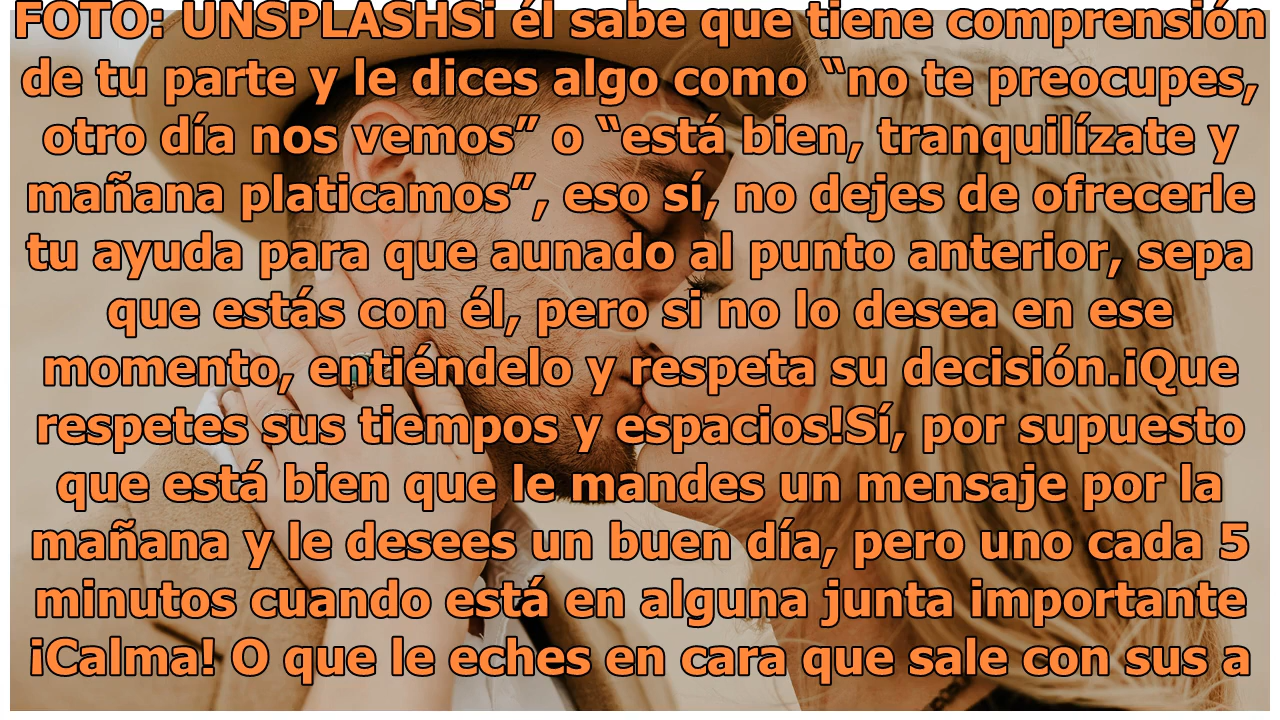 FOTO: UNSPLASHSi él sabe que tiene comprensión
de tu parte y le dices algo como “no te preocupes,
otro día nos vemos” o “está bien, tranquilízate y
mañana platicamos”, eso sí, no dejes de ofrecerle
tu ayuda para que aunado al punto anterior, sepa
que estás con él, pero si no lo desea en ese
momento, entiéndelo y respeta su decisión.¡Que
respetes sus tiempos y espacios!Sí, por supuesto
que está bien que le mandes un mensaje por la
mañana y le desees un buen día, pero uno cada 5
minutos cuando está en alguna junta importante
¡Calma! O que le eches en cara que sale con sus a